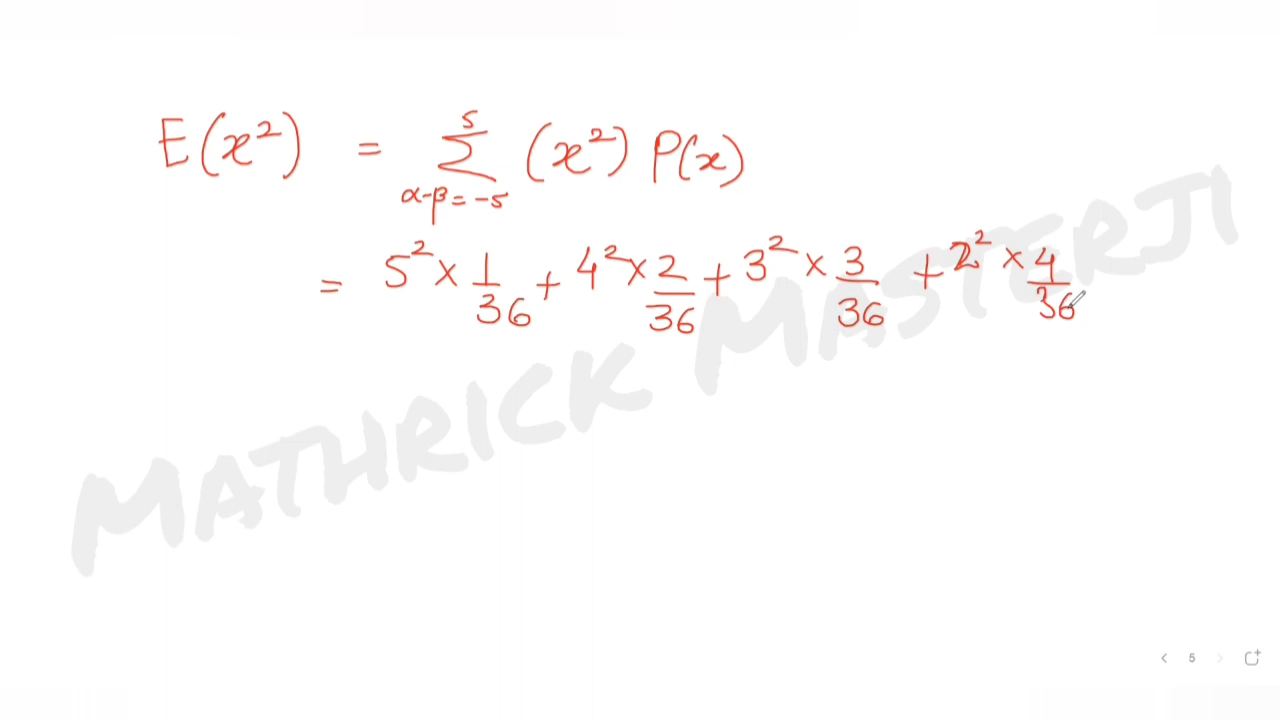 E(x²) = 5∑α-β=-5 (x²) P(x)
= 5² × 1/36 + 4² × 2/36 + 3² × 3/36 + 2² × 4/36
MATHRICK MASTERJI
< 5 >